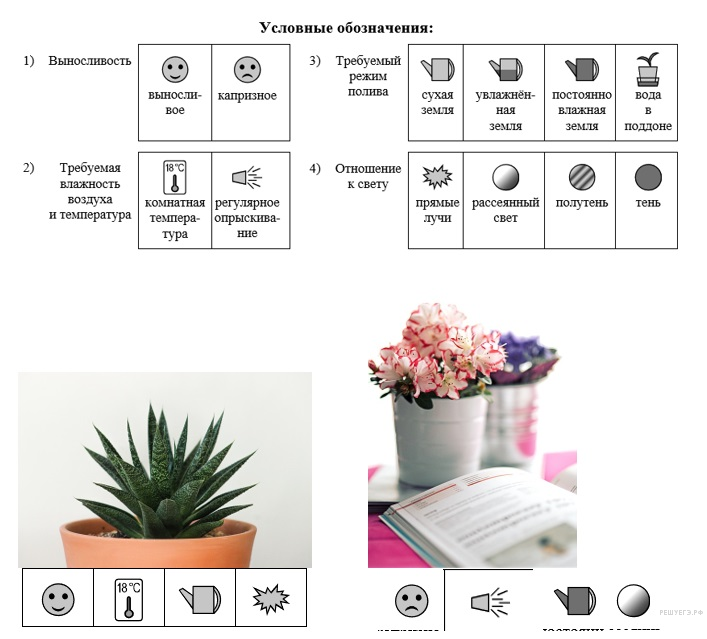 Условные обозначения:
1) Выносливость
выносли-
вое
капризное
3) Требуемый
режим
полива
сухая
земля
увлажнён-
ная
земля
постоянно
влажная
земля
вода
в
поддоне
2) Требуемая
влажность
воздуха
и температура
18°C
комнатная
темпера-
тура
регулярное
опрыскива-
ние
4) Отношение
к свету
прямые
лучи
рассеянный
свет
полутень
тень
18°C
РЕШУЕГЭ.РФ